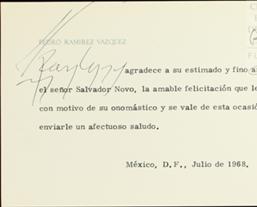 PEDRO RAMIREZ VAZQUEZ
agradece a su estimado y fino
el señor Salvador Novo, la amable felicitación que le
con motivo de su onomástico y se vale de esta ocasió
enviarle un afectuoso saludo.
México, D.F., Julio de 1968.